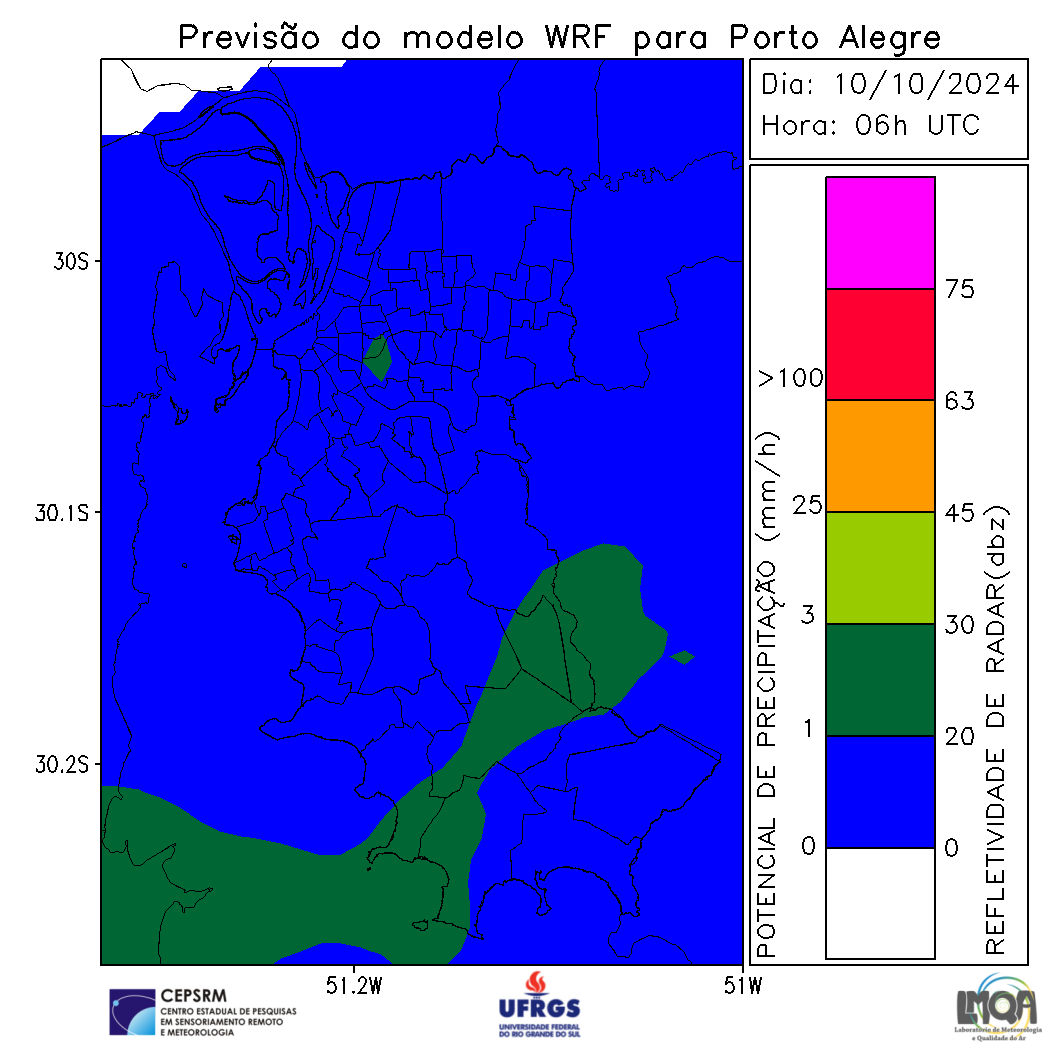 Previsão do modelo WRF para Porto Alegre
Dia: 10/10/2024
Hora: 06h UTC
30S
30.1S
30.2S
51.2W
51W
POTENCIAL DE PRECIPITAÇÃO (mm/h)
>100
25
3
1
0
75
63
45
30
20
0
REFLETIVIDADE DE RADAR(dbz)
CEPSRM
CENTRO ESTADUAL DE PESQUISAS
EM SENSORIAMENTO REMOTO
E METEOROLOGIA
UFRGS
UNIVERSIDADE FEDERAL
DO RIO GRANDE DO SUL
LMQA
Laboratório de Meteorologia
e Qualidade do Ar